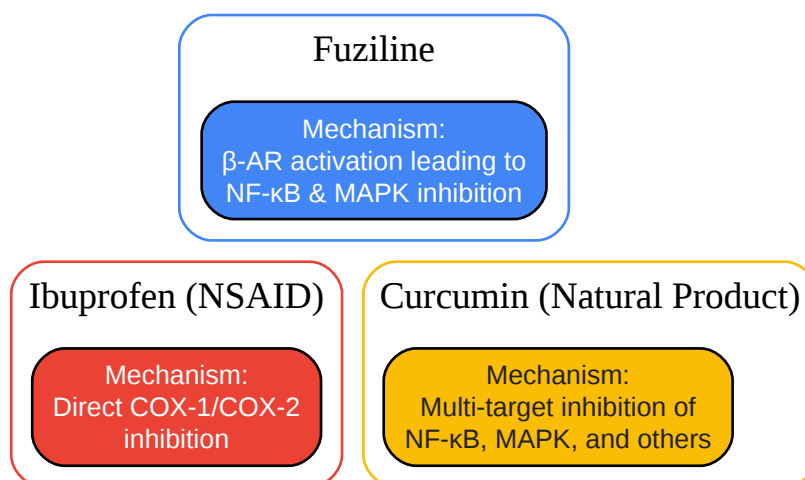 Fuziline
Mechanism:
β-AR activation leading to
NF-κB & MAPK inhibition
Ibuprofen (NSAID)
Mechanism:
Direct COX-1/COX-2
inhibition
Curcumin (Natural Product)
Mechanism:
Multi-target inhibition of
NF-κB, MAPK, and others